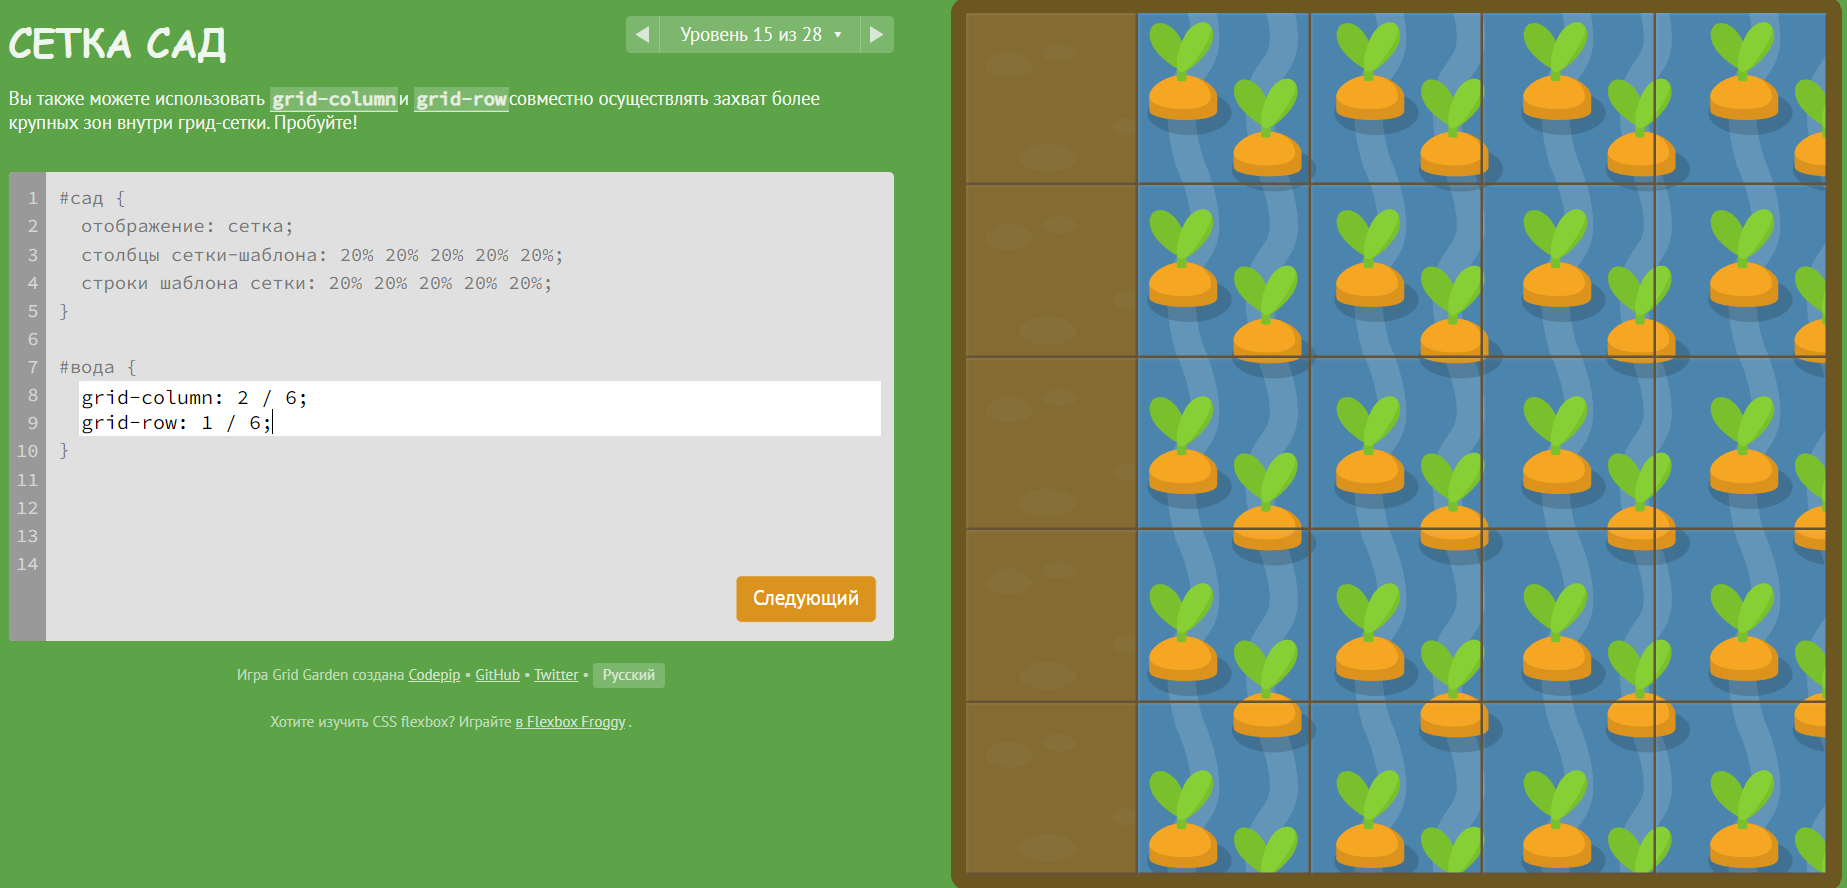 СЕТКА САД
Уровень 15 из 28 ▼
Вы также можете использовать grid-column и grid-row совместно осуществлять захват более
крупных зон внутри грид-сетки. Пробуйте!
1 #сад {
2 отображение: сетка;
3 столбцы сетки-шаблона: 20% 20% 20% 20% 20%;
4 строки шаблона сетки: 20% 20% 20% 20% 20%;
5 }
6
7 #вода {
8 grid-column: 2 / 6;
9 grid-row: 1 / 6;
10 }
11
12
13
14
Следующий
Игра Grid Garden создана Codepip • GitHub • Twitter • Русский
Хотите изучить CSS flexbox? Играйте в Flexbox Froggy .